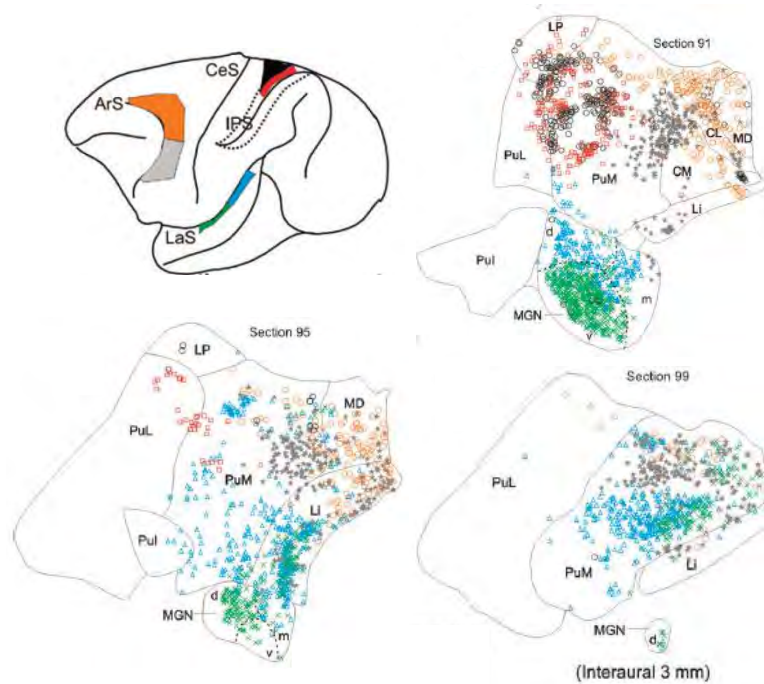 CeS
ArS
IPS
LaS
Section 91
LP
CL
MD
PuL
PuM
CM
Li
d
PuI
m
MGN
v
Section 95
LP
MD
PuL
PuM
Li
PuI
d
MGN
m
v
Section 99
PuL
PuM
Li
MGN
d
(Interaural 3 mm)